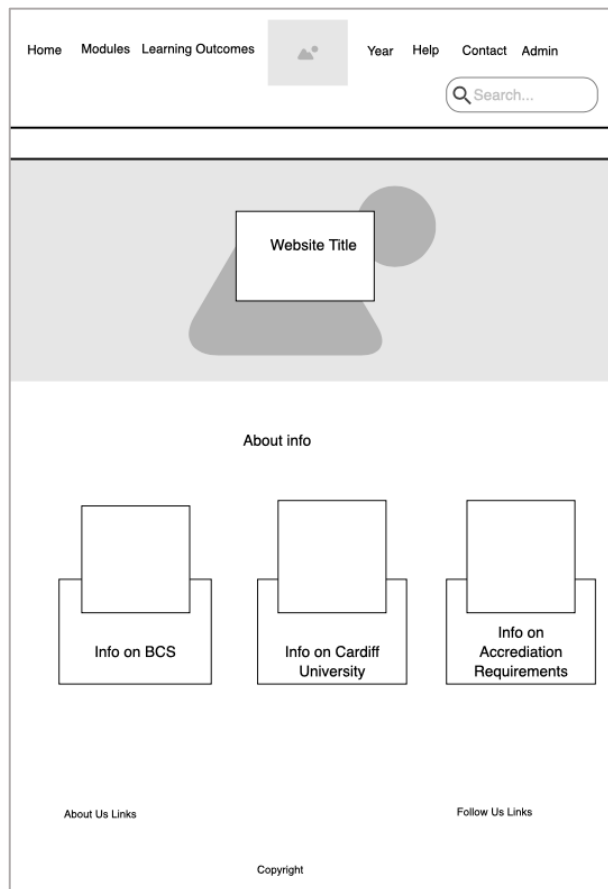 Home Modules Learning Outcomes Year Help Contact Admin
Search...
Website Title
About info
Info on BCS
Info on Cardiff
University
Info on
Accrediation
Requirements
About Us Links
Follow Us Links
Copyright